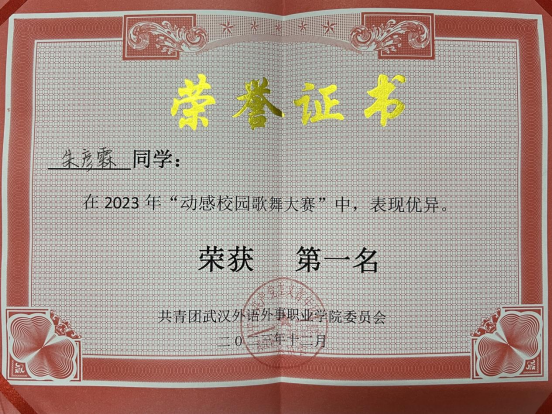 荣誉证书
朱彦霖 同学：
在 2023 年“动感校园歌舞大赛”中，表现优异。
荣获 第一名
共青团武汉外语外事职业学院委员会
二〇二三年十二月